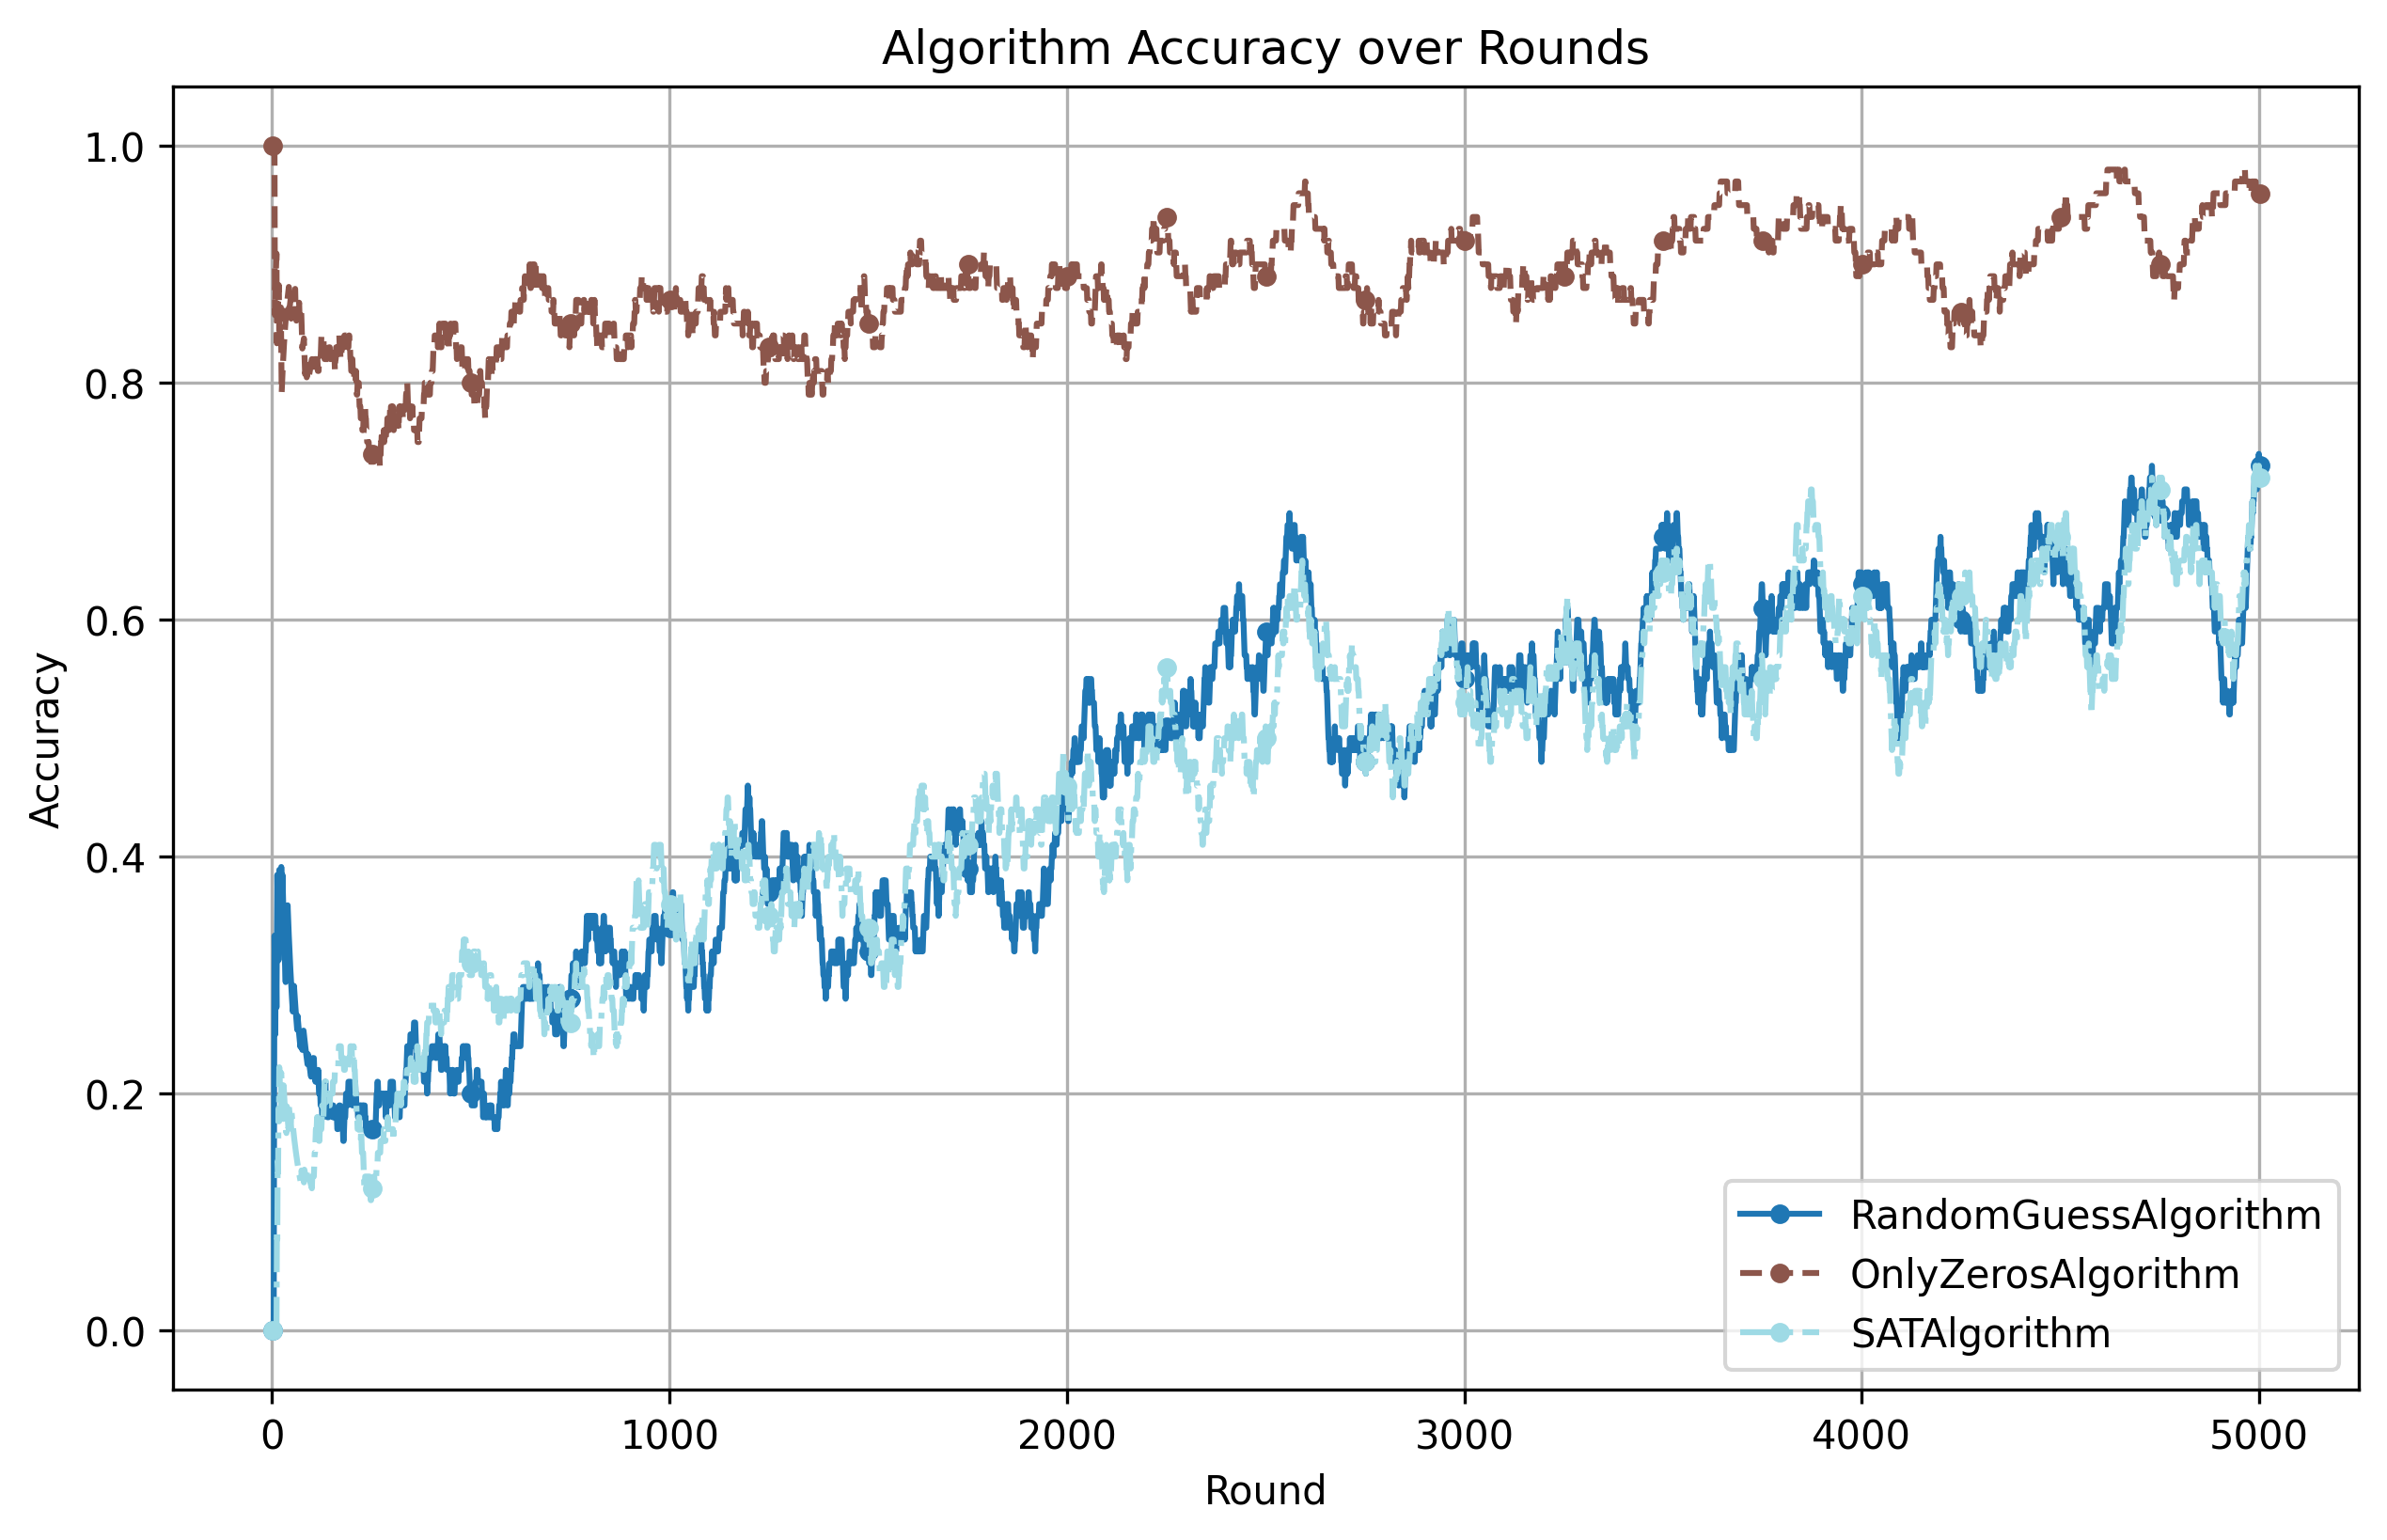 Algorithm Accuracy over Rounds
1.0
0.8
0.6
0.4
0.2
0.0
Accuracy
0 1000 2000 3000 4000 5000
Round
RandomGuessAlgorithm
OnlyZerosAlgorithm
SATAlgorithm